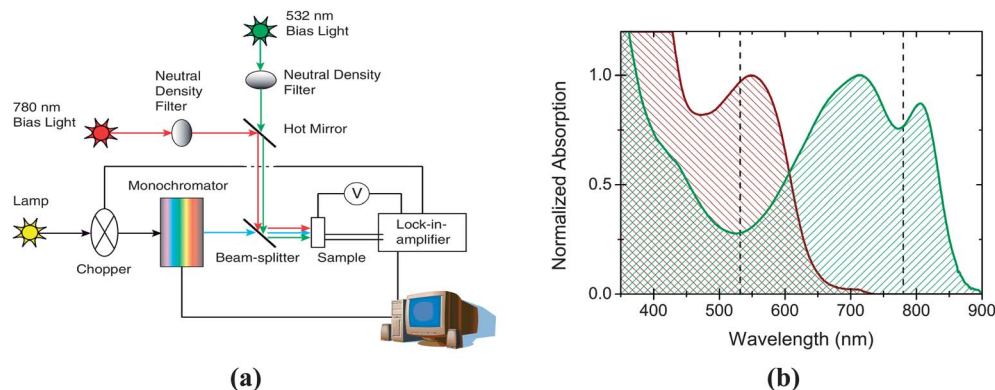 532 nm
Bias Light
Neutral
Density
Filter
Neutral Density
Filter
780 nm
Bias Light
Hot Mirror
Monochromator
V
Lamp
Lock-in-
amplifier
Chopper
Beam-splitter
Sample
(a)
Normalized Absorption
1.0
0.5
0.0
400
500
600
700
800
900
Wavelength (nm)
(b)